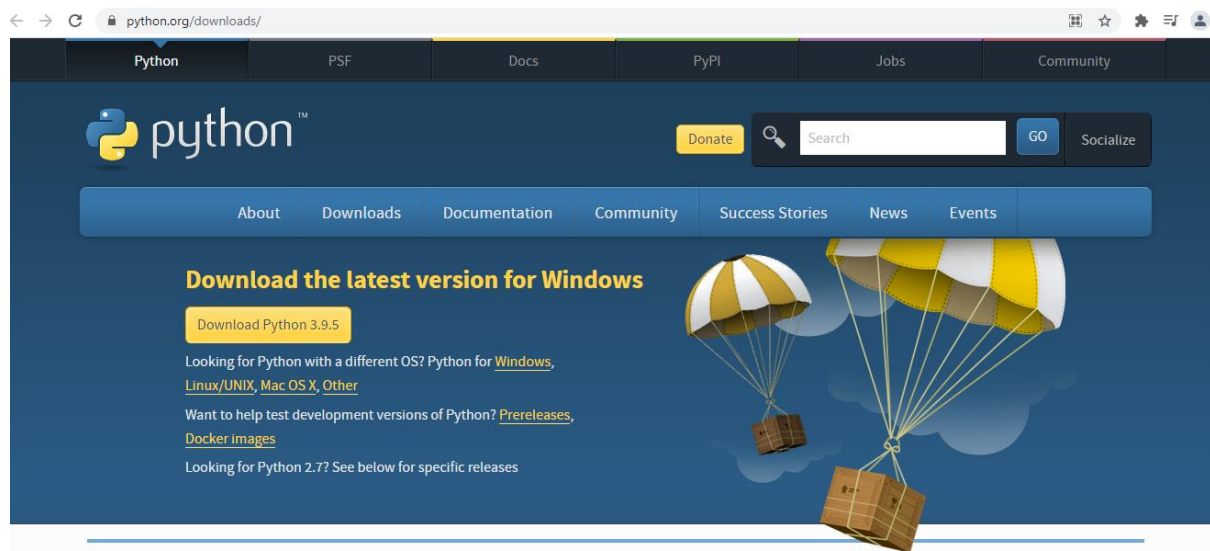 python.org/downloads/
Python PSF Docs PyPI Jobs Community
python™
Donate Search GO Socialize
About Downloads Documentation Community Success Stories News Events
Download the latest version for Windows
Download Python 3.9.5
Looking for Python with a different OS? Python for Windows,
Linux/UNIX, Mac OS X, Other
Want to help test development versions of Python? Prereleases,
Docker images
Looking for Python 2.7? See below for specific releases